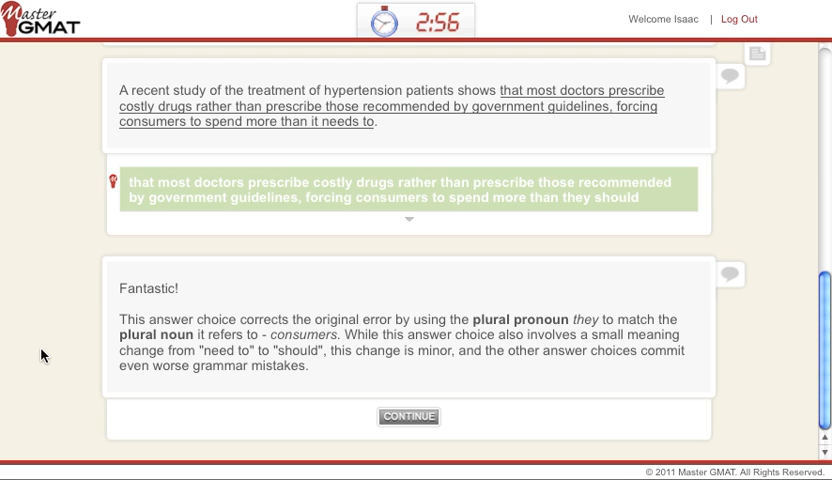 Master
GMAT
2:56
Welcome Isaac | Log Out
A recent study of the treatment of hypertension patients shows that most doctors prescribe
costly drugs rather than prescribe those recommended by government guidelines, forcing
consumers to spend more than it needs to.
that most doctors prescribe costly drugs rather than prescribe those recommended
by government guidelines, forcing consumers to spend more than they should
Fantastic!
This answer choice corrects the original error by using the plural pronoun they to match the
plural noun it refers to - consumers. While this answer choice also involves a small meaning
change from "need to" to "should", this change is minor, and the other answer choices commit
even worse grammar mistakes.
CONTINUE
© 2011 Master GMAT. All Rights Reserved.